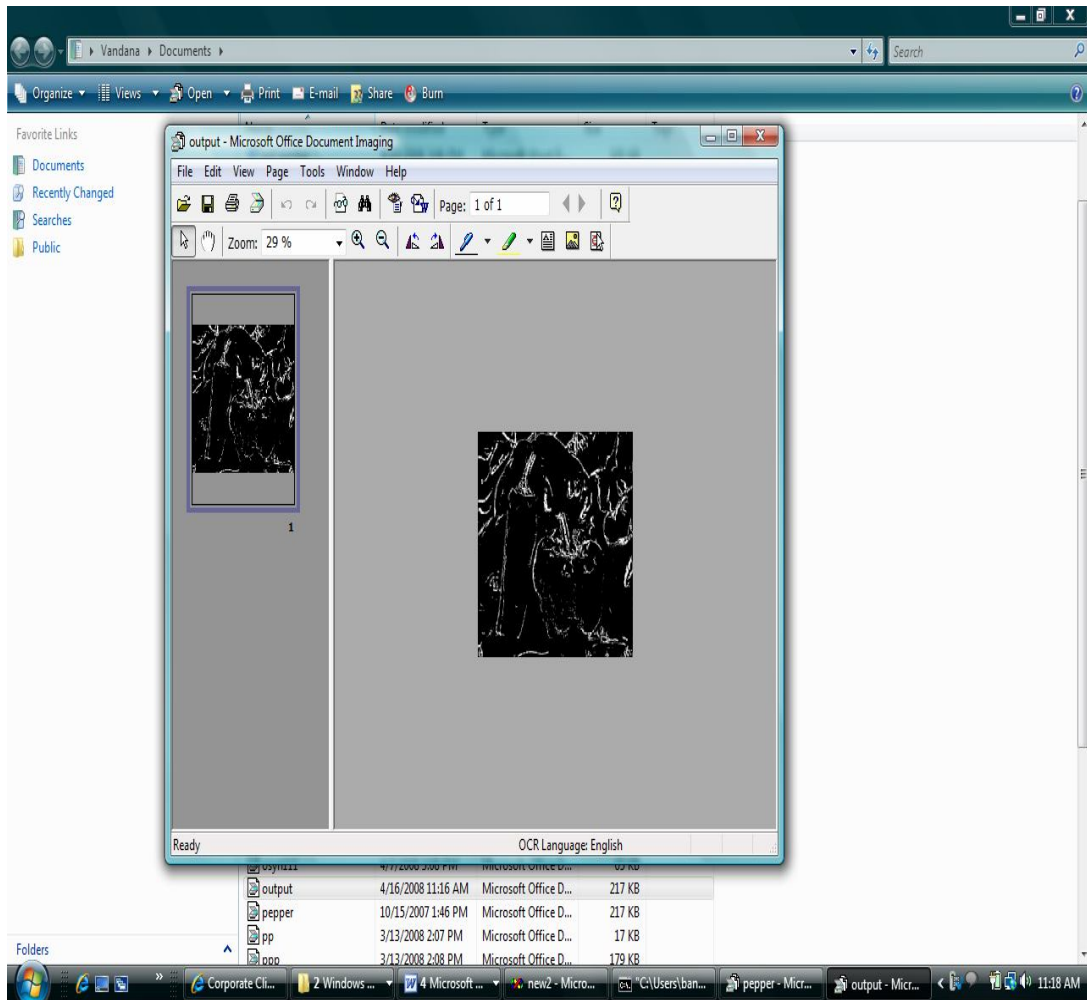 Vandana Documents
Search
Organize Views Open Print E-mail Share Burn
Favorite Links
Documents
Recently Changed
Searches
Public
output - Microsoft Office Document Imaging
File Edit View Page Tools Window Help
Page: 1 of 1
Zoom: 29 %
1
Ready OCR Language: English
output 4/16/2008 11:16 AM Microsoft Office D... 217 KB
pepper 10/15/2007 1:46 PM Microsoft Office D... 217 KB
pp 3/13/2008 2:07 PM Microsoft Office D... 17 KB
ppp 3/13/2008 2:08 PM Microsoft Office D... 179 KB
Folders
Corporate Cli... 2 Windows ... 4 Microsoft ... new2 - Micro... "C:\Users\ban... pepper - Micr... output - Micr... 11:18 AM